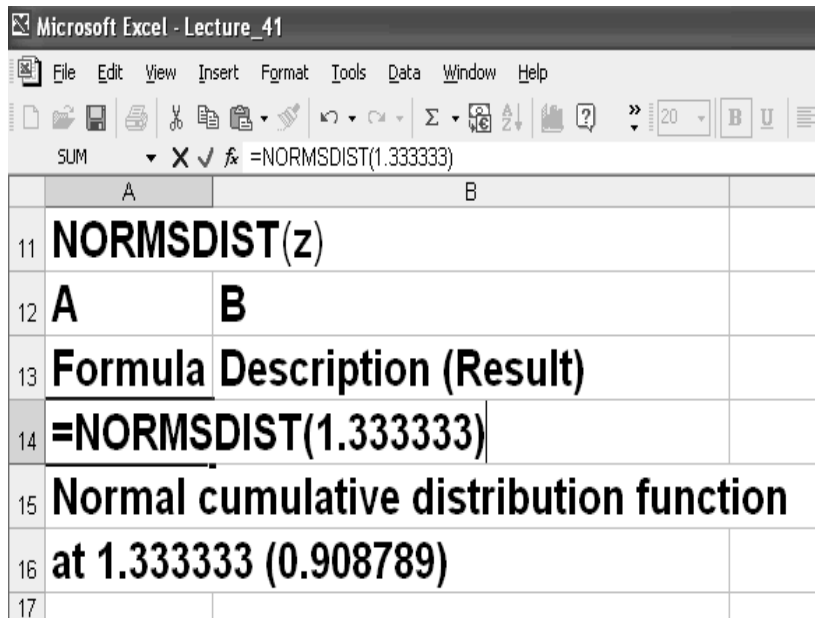 Microsoft Excel - Lecture_41
File Edit View Insert Format Tools Data Window Help
20 B U
SUM =NORMSDIST(1.333333)
A B
11 NORMSDIST(z)
12 A B
13 Formula Description (Result)
14 =NORMSDIST(1.333333)
15 Normal cumulative distribution function
16 at 1.333333 (0.908789)
17